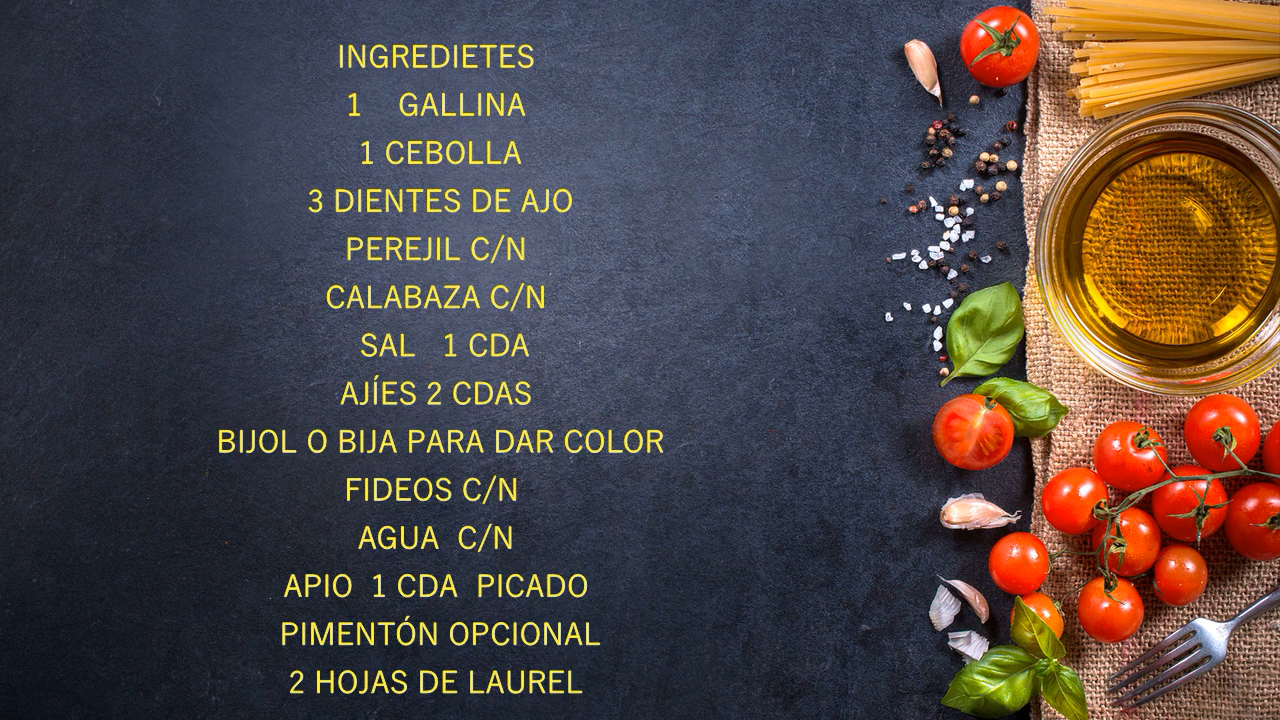 INGREDIETES
1 GALLINA
1 CEBOLLA
3 DIENTES DE AJO
PEREJIL C/N
CALABAZA C/N
SAL 1 CDA
AJÍES 2 CDAS
BIJOL O BIJA PARA DAR COLOR
FIDEOS C/N
AGUA C/N
APIO 1 CDA PICADO
PIMENTÓN OPCIONAL
2 HOJAS DE LAUREL